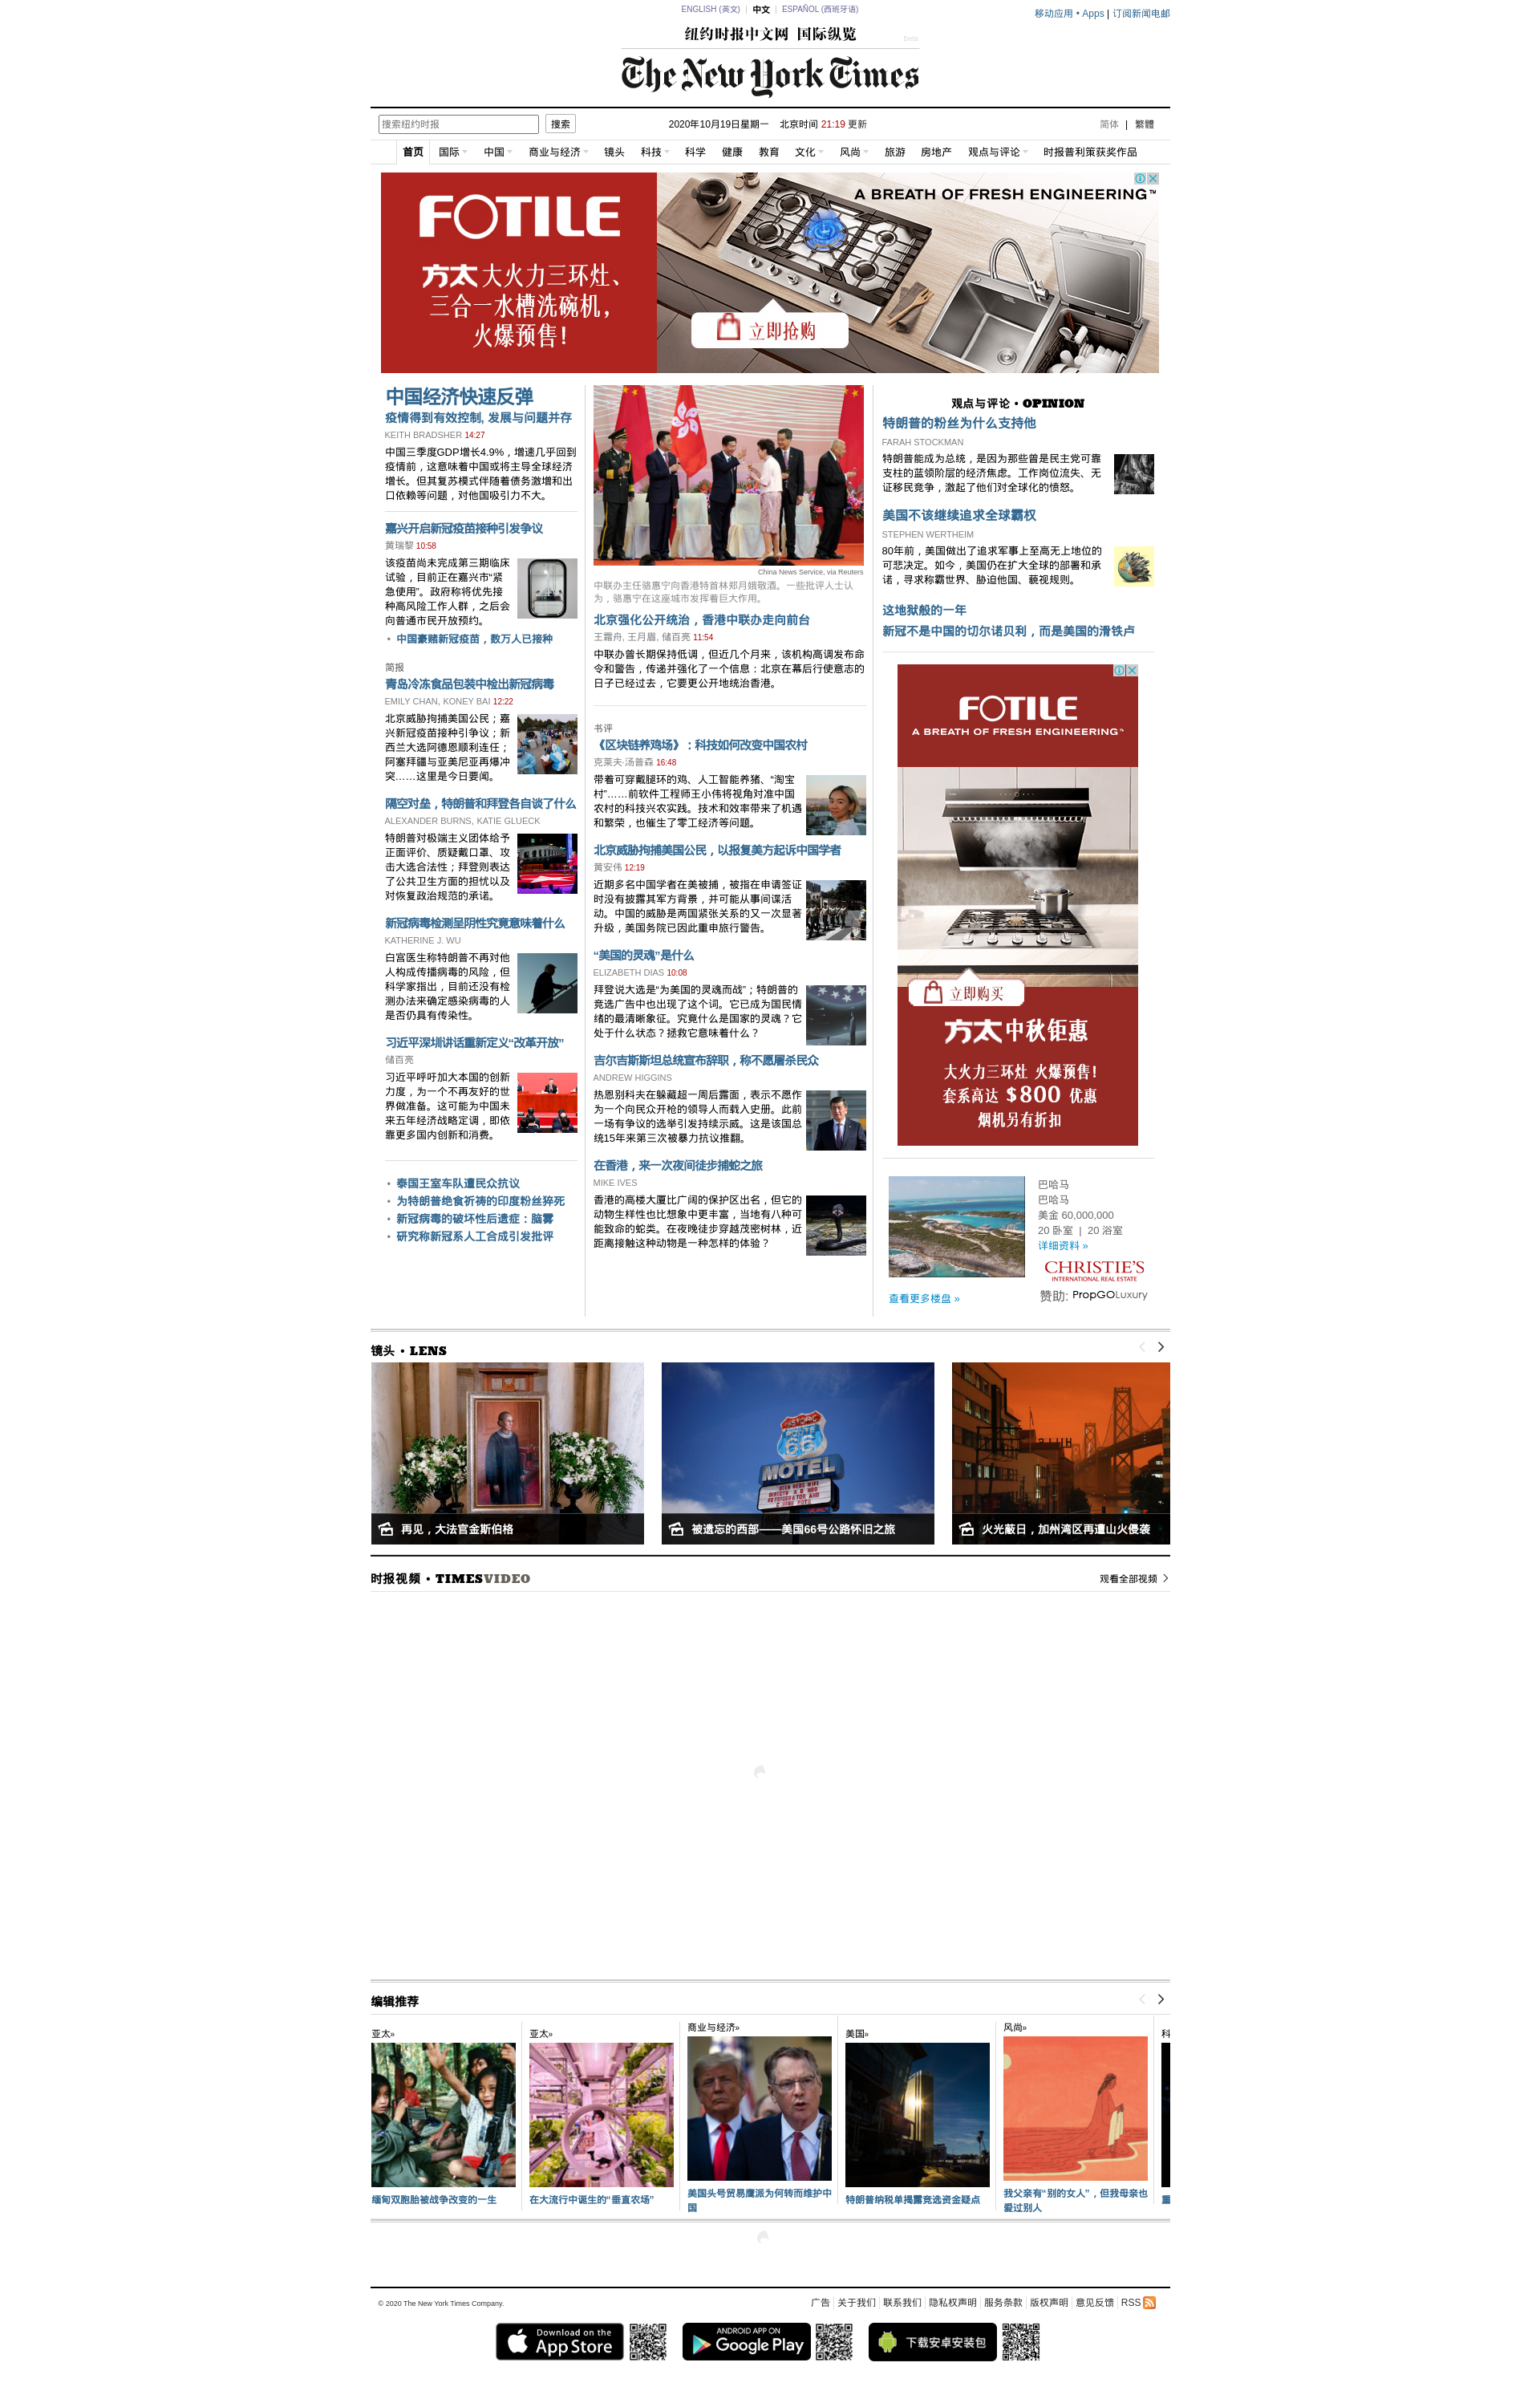 ENGLISH (英文) | 中文 | ESPAÑOL (西班牙语)
移动应用 • Apps | 订阅新闻电邮
纽约时报中文网 国际纵览
Beta
The New York Times
搜索纽约时报 搜索
2020年10月19日星期一 北京时间 21:19 更新
简体 | 繁體
首页 国际 中国 商业与经济 镜头 科技 科学 健康 教育 文化 风尚 旅游 房地产 观点与评论 时报普利策获奖作品
FOTILE
方太大火力三环灶、
三合一水槽洗碗机，
火爆预售！
A BREATH OF FRESH ENGINEERING™
立即抢购
中国经济快速反弹
疫情得到有效控制, 发展与问题并存
KEITH BRADSHER 14:27
中国三季度GDP增长4.9%，增速几乎回到
疫情前，这意味着中国或将主导全球经济
增长。但其复苏模式伴随着债务激增和出
口依赖等问题，对他国吸引力不大。
嘉兴开启新冠疫苗接种引发争议
黄瑞黎 10:58
该疫苗尚未完成第三期临床
试验，目前正在嘉兴市“紧
急使用”。政府称将优先接
种高风险工作人群，之后会
向普通市民开放预约。
• 中国豪赌新冠疫苗，数万人已接种
简报
青岛冷冻食品包装中检出新冠病毒
EMILY CHAN, KONEY BAI 12:22
北京威胁拘捕美国公民；嘉
兴新冠疫苗接种引争议；新
西兰大选阿德恩顺利连任；
阿塞拜疆与亚美尼亚再爆冲
突……这里是今日要闻。
隔空对垒，特朗普和拜登各自谈了什么
ALEXANDER BURNS, KATIE GLUECK
特朗普对极端主义团体给予
正面评价、质疑戴口罩、攻
击大选合法性；拜登则表达
了公共卫生方面的担忧以及
对恢复政治规范的承诺。
新冠病毒检测呈阴性究竟意味着什么
KATHERINE J. WU
白宫医生称特朗普不再对他
人构成传播病毒的风险，但
科学家指出，目前还没有检
测办法来确定感染病毒的人
是否仍具有传染性。
习近平深圳讲话重新定义“改革开放”
储百亮
习近平呼吁加大本国的创新
力度，为一个不再友好的世
界做准备。这可能为中国未
来五年经济战略定调，即依
靠更多国内创新和消费。
• 泰国王室车队遭民众抗议
• 为特朗普绝食祈祷的印度粉丝猝死
• 新冠病毒的破坏性后遗症：脑雾
• 研究称新冠系人工合成引发批评
China News Service, via Reuters
中联办主任骆惠宁向香港特首林郑月娥敬酒。一些批评人士认
为，骆惠宁在这座城市发挥着巨大作用。
北京强化公开统治，香港中联办走向前台
王霜舟, 王月眉, 储百亮 11:54
中联办曾长期保持低调，但近几个月来，该机构高调发布命
令和警告，传递并强化了一个信息：北京在幕后行使意志的
日子已经过去，它要更公开地统治香港。
书评
《区块链养鸡场》：科技如何改变中国农村
克莱夫·汤普森 16:48
带着可穿戴腿环的鸡、人工智能养猪、“淘宝
村”……前软件工程师王小伟将视角对准中国
农村的科技兴农实践。技术和效率带来了机遇
和繁荣，也催生了零工经济等问题。
北京威胁拘捕美国公民，以报复美方起诉中国学者
黄安伟 12:19
近期多名中国学者在美被捕，被指在申请签证
时没有披露其军方背景，并可能从事间谍活
动。中国的威胁是两国紧张关系的又一次显著
升级，美国务院已因此重申旅行警告。
“美国的灵魂”是什么
ELIZABETH DIAS 10:08
拜登说大选是“为美国的灵魂而战”；特朗普的
竞选广告中也出现了这个词。它已成为国民情
绪的最清晰象征。究竟什么是国家的灵魂？它
处于什么状态？拯救它意味着什么？
吉尔吉斯斯坦总统宣布辞职，称不愿屠杀民众
ANDREW HIGGINS
热恩别科夫在躲藏超一周后露面，表示不愿作
为一个向民众开枪的领导人而载入史册。此前
一场有争议的选举引发持续示威。这是该国总
统15年来第三次被暴力抗议推翻。
在香港，来一次夜间徒步捕蛇之旅
MIKE IVES
香港的高楼大厦比广阔的保护区出名，但它的
动物生样性也比想象中更丰富，当地有八种可
能致命的蛇类。在夜晚徒步穿越茂密树林，近
距离接触这种动物是一种怎样的体验？
观点与评论 • OPINION
特朗普的粉丝为什么支持他
FARAH STOCKMAN
特朗普能成为总统，是因为那些曾是民主党可靠
支柱的蓝领阶层的经济焦虑。工作岗位流失、无
证移民竞争，激起了他们对全球化的愤怒。
美国不该继续追求全球霸权
STEPHEN WERTHEIM
80年前，美国做出了追求军事上至高无上地位的
可悲决定。如今，美国仍在扩大全球的部署和承
诺，寻求称霸世界、胁迫他国、藐视规则。
这地狱般的一年
新冠不是中国的切尔诺贝利，而是美国的滑铁卢
FOTILE
A BREATH OF FRESH ENGINEERING™
立即购买
方太中秋钜惠
大火力三环灶 火爆预售！
套系高达 $800 优惠
烟机另有折扣
巴哈马
巴哈马
美金 60,000,000
20 卧室 | 20 浴室
详细资料 »
CHRISTIE'S
INTERNATIONAL REAL ESTATE
查看更多楼盘 »
赞助: PropGOLuxury
镜头 • LENS
HISTORIC
ROUTE
66
MOTEL
再见，大法官金斯伯格
被遗忘的西部——美国66号公路怀旧之旅
火光蔽日，加州湾区再遭山火侵袭
时报视频 • TIMESVIDEO
观看全部视频
编辑推荐
亚太»
亚太»
商业与经济»
美国»
风尚»
科
缅甸双胞胎被战争改变的一生
在大流行中诞生的“垂直农场”
美国头号贸易鹰派为何转而维护中
国
特朗普纳税单揭露竞选资金疑点
我父亲有“别的女人”，但我母亲也
爱过别人
重
© 2020 The New York Times Company.
广告 关于我们 联系我们 隐私权声明 服务条款 版权声明 意见反馈 RSS
Download on the
App Store
ANDROID APP ON
Google Play
下载安卓安装包